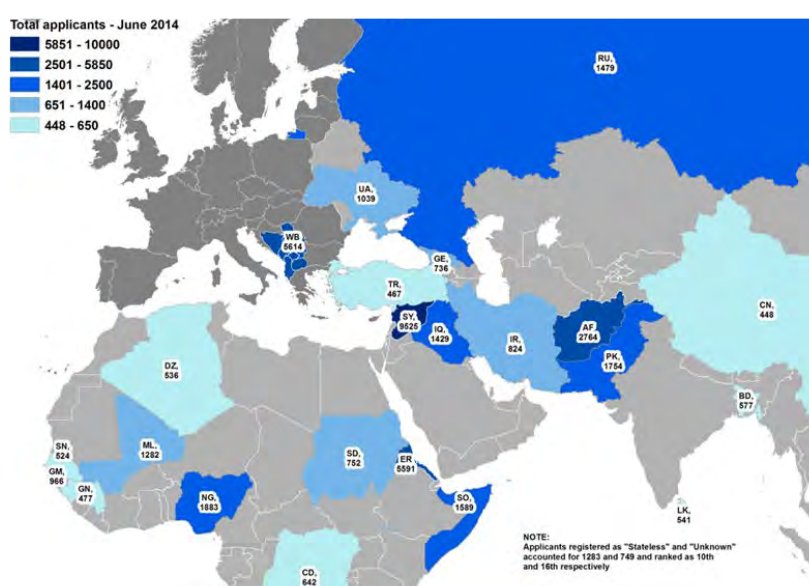 Total applicants - June 2014
5851 - 10000
2501 - 5850
1401 - 2500
651 - 1400
448 - 650
RU,
1479
UA,
1039
WB
5614
GE,
736
TR,
467
SY,
9525
IQ,
1429
IR,
824
AF
2764
PK,
1754
CN,
448
BD,
577
DZ,
536
ML,
1282
SN,
524
GM,
966
GN,
477
NG,
1883
SD,
752
ER
5591
SO,
1589
LK,
541
CD,
642
NOTE:
Applicants registered as "Stateless" and "Unknown"
accounted for 1283 and 749 and ranked as 10th
and 16th respectively